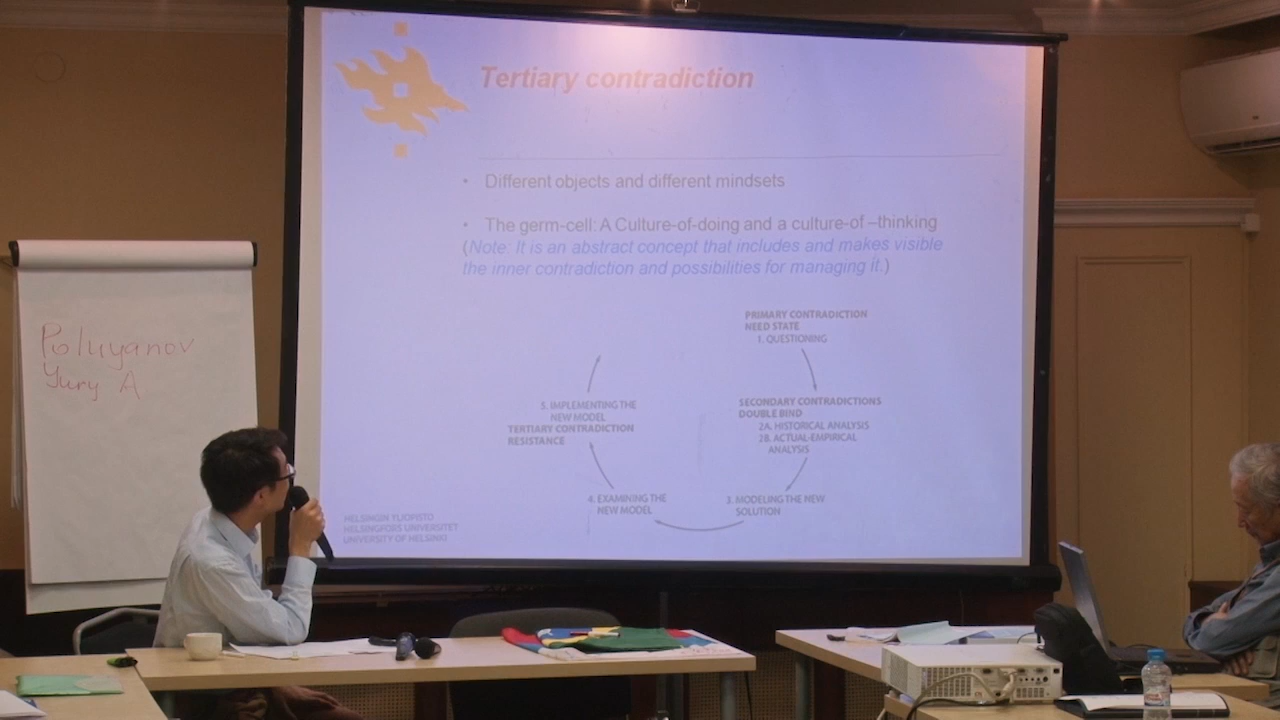 Poluyanov
Yury A.
Tertiary contradiction
• Different objects and different mindsets
• The germ-cell: A Culture-of-doing and a culture-of –thinking
(Note: It is an abstract concept that includes and makes visible
the inner contradiction and possibilities for managing it.)
PRIMARY CONTRADICTION
NEED STATE
1. QUESTIONING
SECONDARY CONTRADICTIONS
DOUBLE BIND
2A. HISTORICAL ANALYSIS
2B. ACTUAL-EMPIRICAL
ANALYSIS
3. MODELING THE NEW
SOLUTION
4. EXAMINING THE
NEW MODEL
5. IMPLEMENTING THE
NEW MODEL
TERTIARY CONTRADICTION
RESISTANCE
HELSINGIN YLIOPISTO
HELSINGFORS UNIVERSITET
UNIVERSITY OF HELSINKI